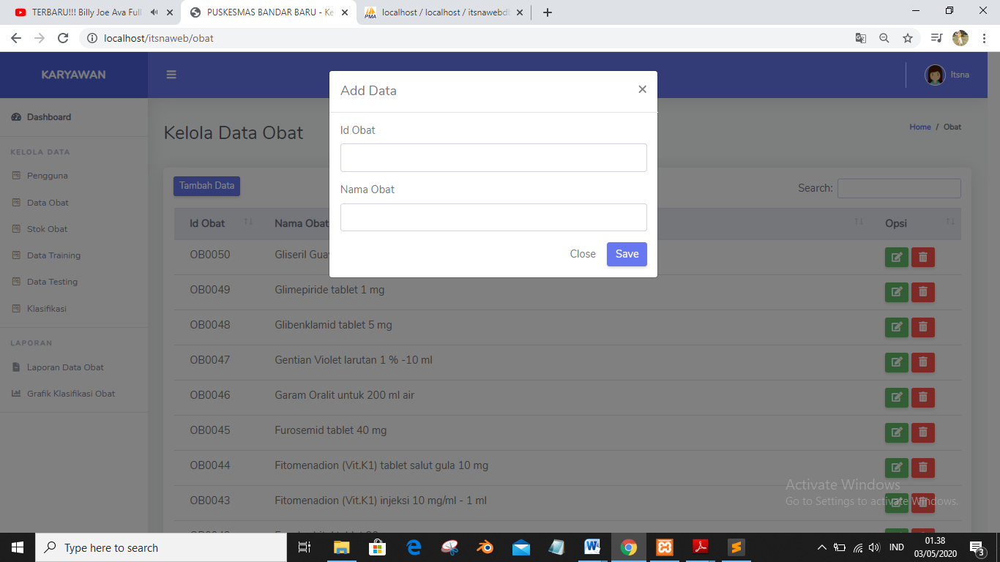 TERBARU!!! Billy Joe Ava Full
PUSKESMAS BANDAR BARU - Ke
localhost / localhost / itsnawebd
localhost/itsnaweb/obat
KARYAWAN
Itsna
Add Data
Id Obat
Nama Obat
Close
Save
Dashboard
KELOLA DATA
Pengguna
Data Obat
Stok Obat
Data Training
Data Testing
Klasifikasi
LAPORAN
Laporan Data Obat
Grafik Klasifikasi Obat
Kelola Data Obat
Home / Obat
Tambah Data
Search:
Id Obat Nama Obat Opsi
OB0050 Gliseril
OB0049 Glimepiride tablet 1 mg
OB0048 Glibenklamid tablet 5 mg
OB0047 Gentian Violet larutan 1 % -10 ml
OB0046 Garam Oralit untuk 200 ml air
OB0045 Furosemid tablet 40 mg
OB0044 Fitomenadion (Vit.K1) tablet salut gula 10 mg
OB0043 Fitomenadion (Vit.K1) injeksi 10 mg/ml - 1 ml
Activate Windows
Go to Settings to activate Windows.
Type here to search
IND
01.38
03/05/2020
3